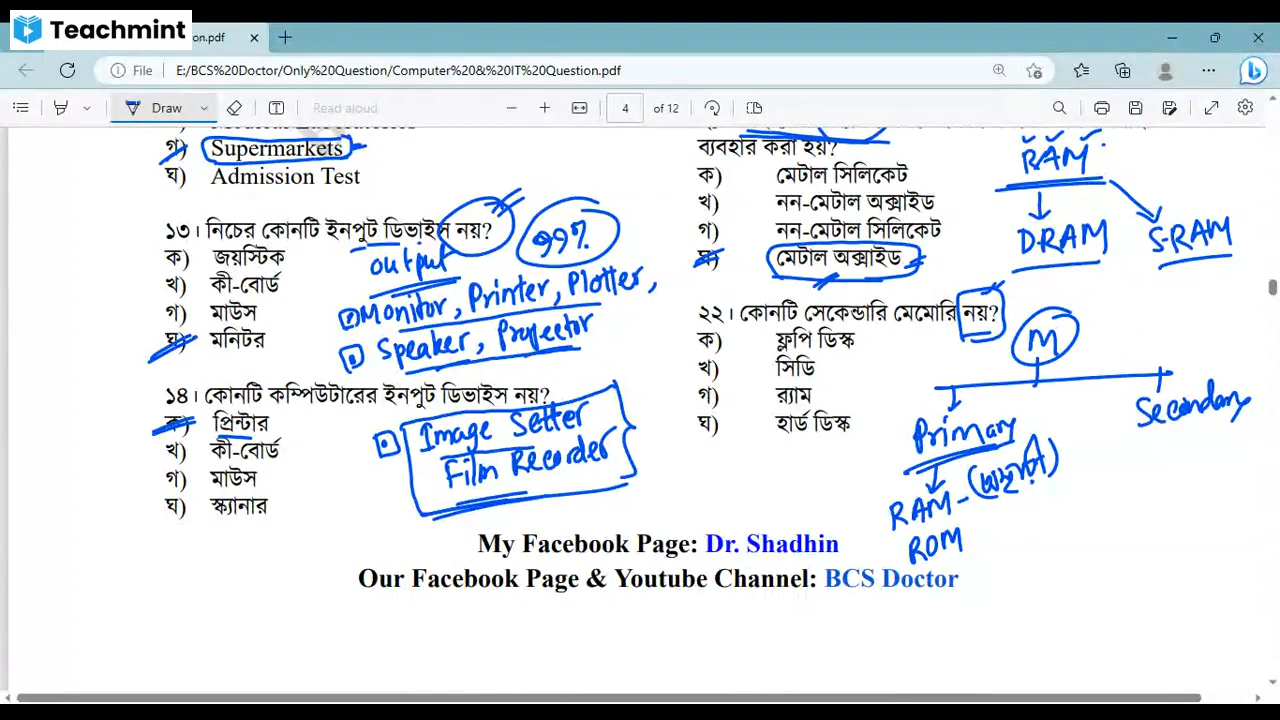 Teachmint
on.pdf
File E:/BCS%20Doctor/Only%20Question/Computer%20&%20IT%20Question.pdf
Draw Read aloud 4 of 12
গ) Supermarkets
ঘ) Admission Test
১৩। নিচের কোনটি ইনপুট ডিভাইস নয়?
ক) জয়স্টিক
খ) কী-বোর্ড
গ) মাউস
ঘ) মনিটর
99%
output
Monitor, Printer, Plotter,
Speaker, Projector
১৪। কোনটি কম্পিউটারের ইনপুট ডিভাইস নয়?
ক) প্রিন্টার
খ) কী-বোর্ড
গ) মাউস
ঘ) স্ক্যানার
Image Setter
Film Recorder
ব্যবহার করা হয়?
ক) মেটাল সিলিকেট
খ) নন-মেটাল অক্সাইড
গ) নন-মেটাল সিলিকেট
ঘ) মেটাল অক্সাইড
RAM
D-RAM S-RAM
২২। কোনটি সেকেন্ডারি মেমোরি নয়?
ক) ফ্লপি ডিস্ক
খ) সিডি
গ) র‍্যাম
ঘ) হার্ড ডিস্ক
M
Primary Secondary
RAM - (অস্থায়ী)
ROM
My Facebook Page: Dr. Shadhin
Our Facebook Page & Youtube Channel: BCS Doctor